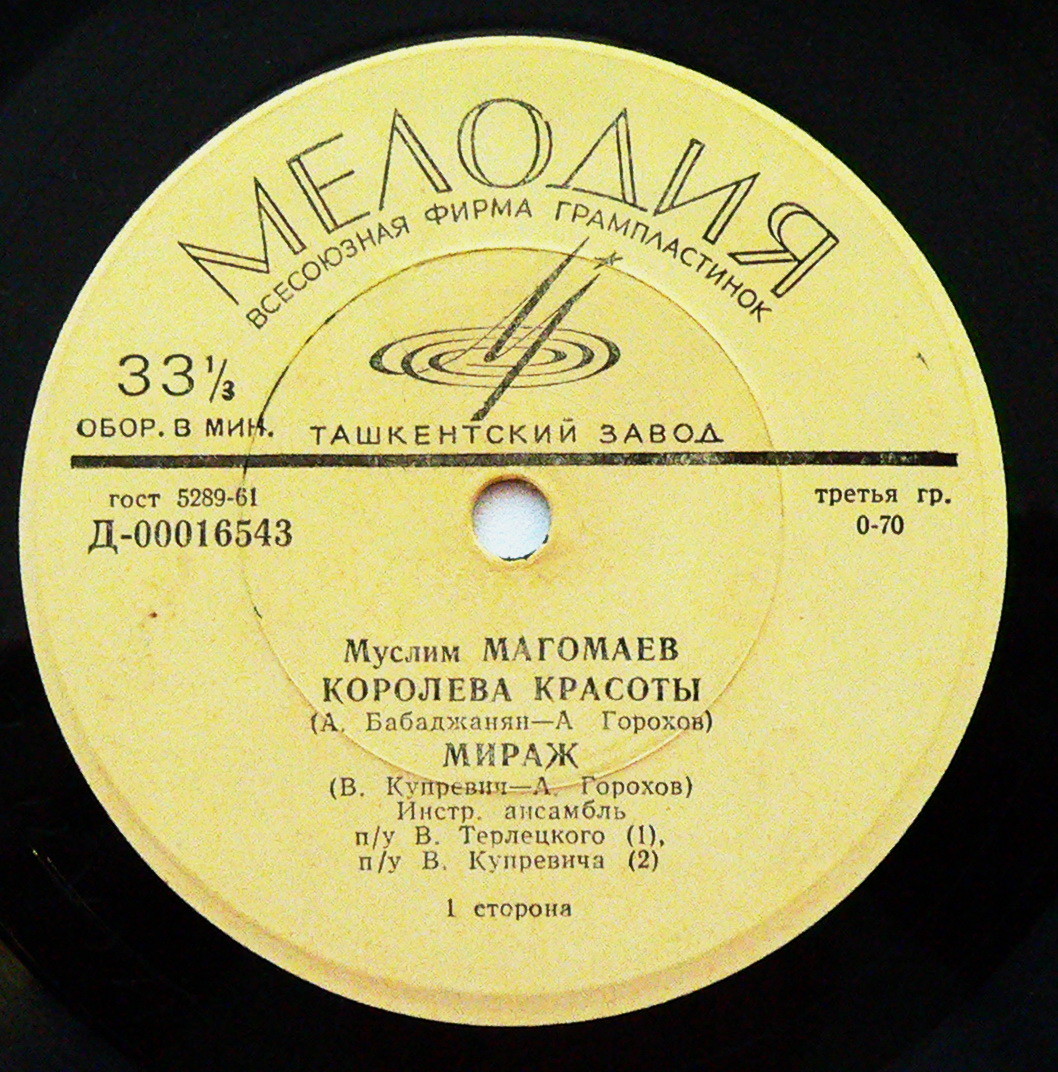 МЕЛОДИЯ
ВСЕСОЮЗНАЯ ФИРМА ГРАМПЛАСТИНОК
33⅓
ОБОР. В МИН.
ТАШКЕНТСКИЙ ЗАВОД
гост 5289-61
Д-00016543
третья гр.
0-70
Муслим МАГОМАЕВ
КОРОЛЕВА КРАСОТЫ
(А. Бабаджанян—А Горохов)
МИРАЖ
(В. Купревич—А. Горохов)
Инстр. ансамбль
п/у В. Терлецкого (1),
п/у В. Купревича (2)
1 сторона